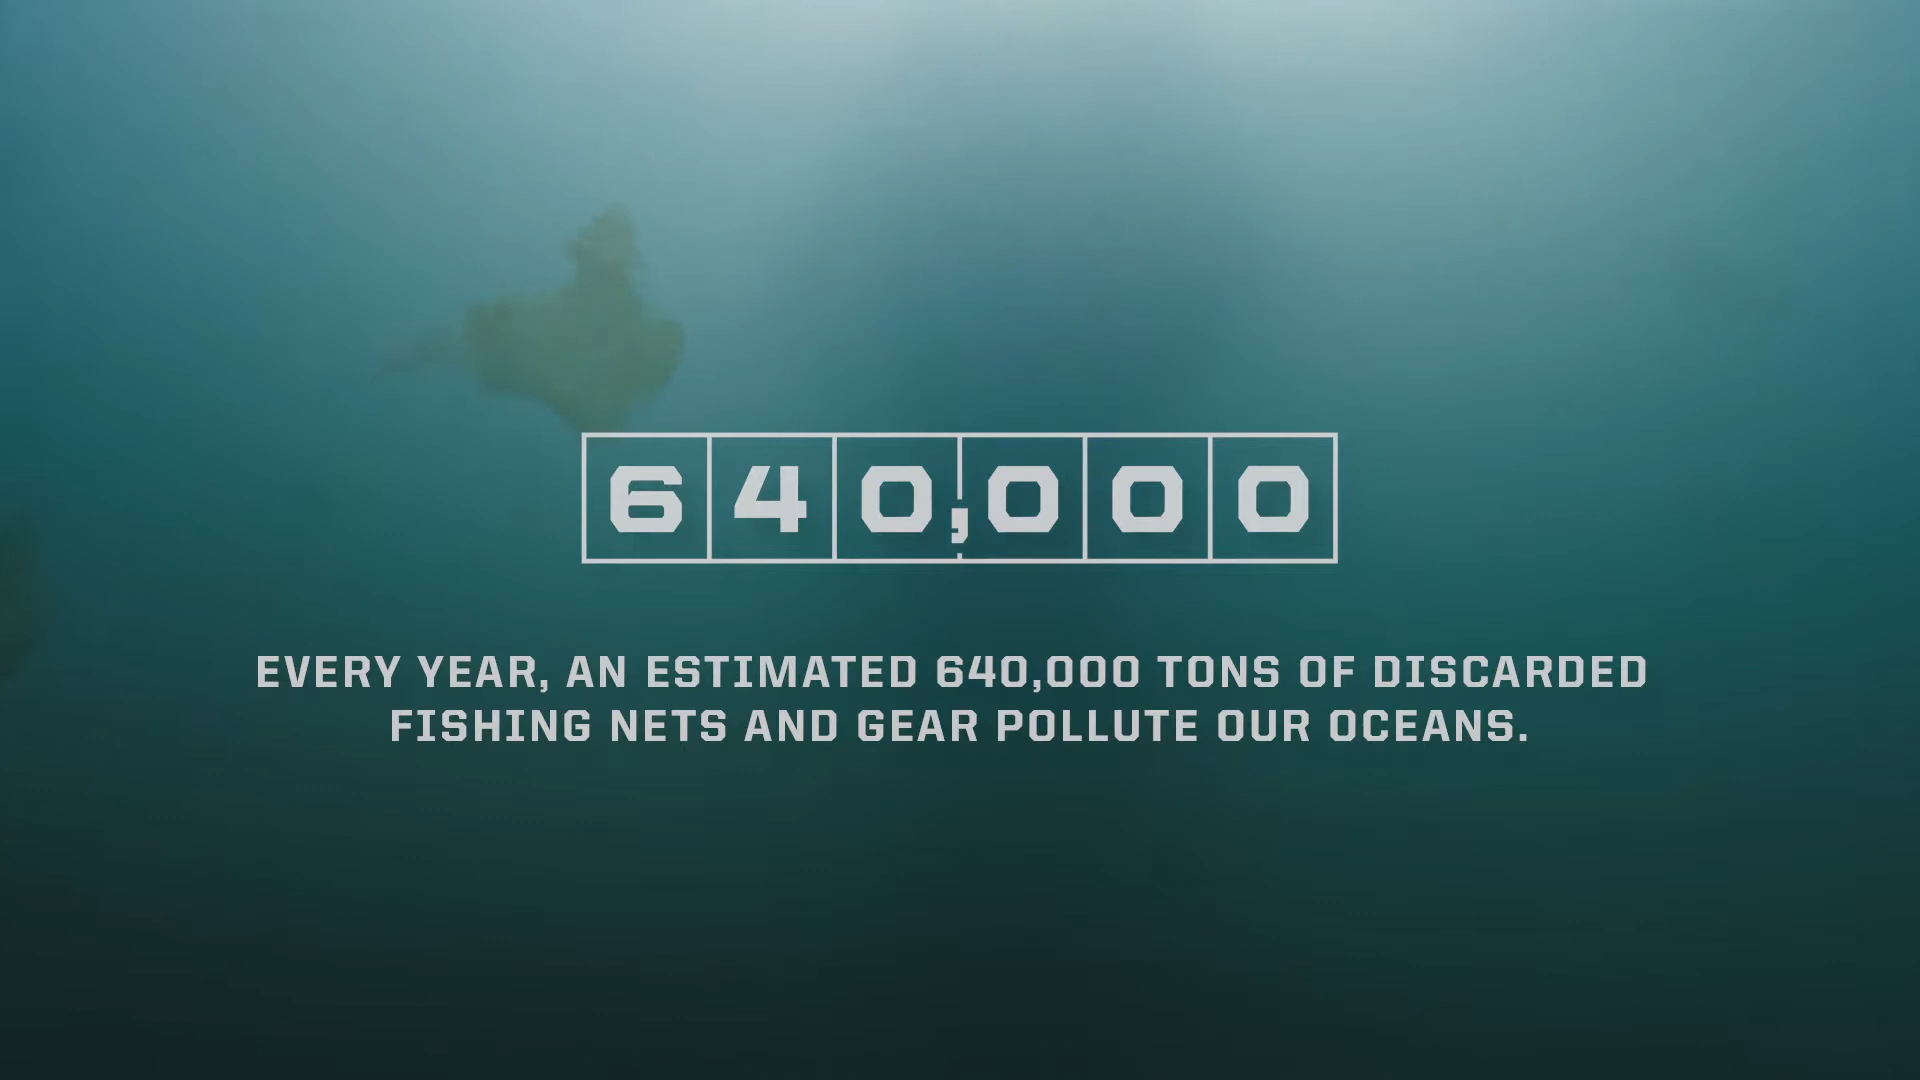 640,000
EVERY YEAR, AN ESTIMATED 640,000 TONS OF DISCARDED
FISHING NETS AND GEAR POLLUTE OUR OCEANS.